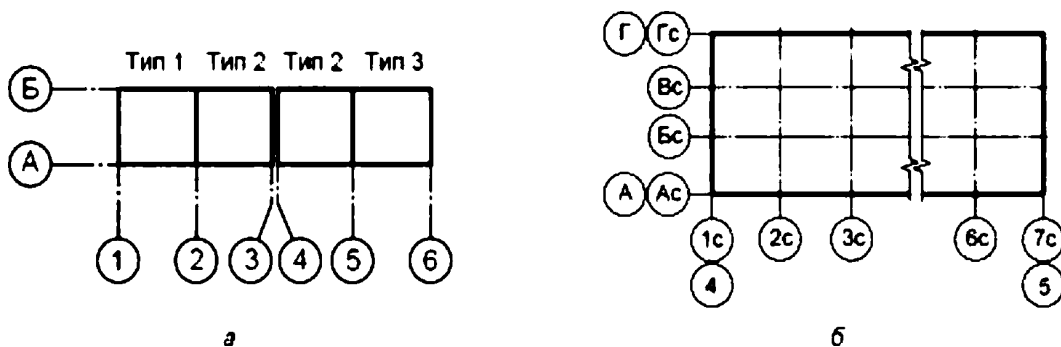 Тип 1 Тип 2 Тип 2 Тип 3
Б
А
1 2 3 4 5 6
а
Г Гс
Вс
Бс
А Ас
1с 2с 3с 6с 7с
4 5
б